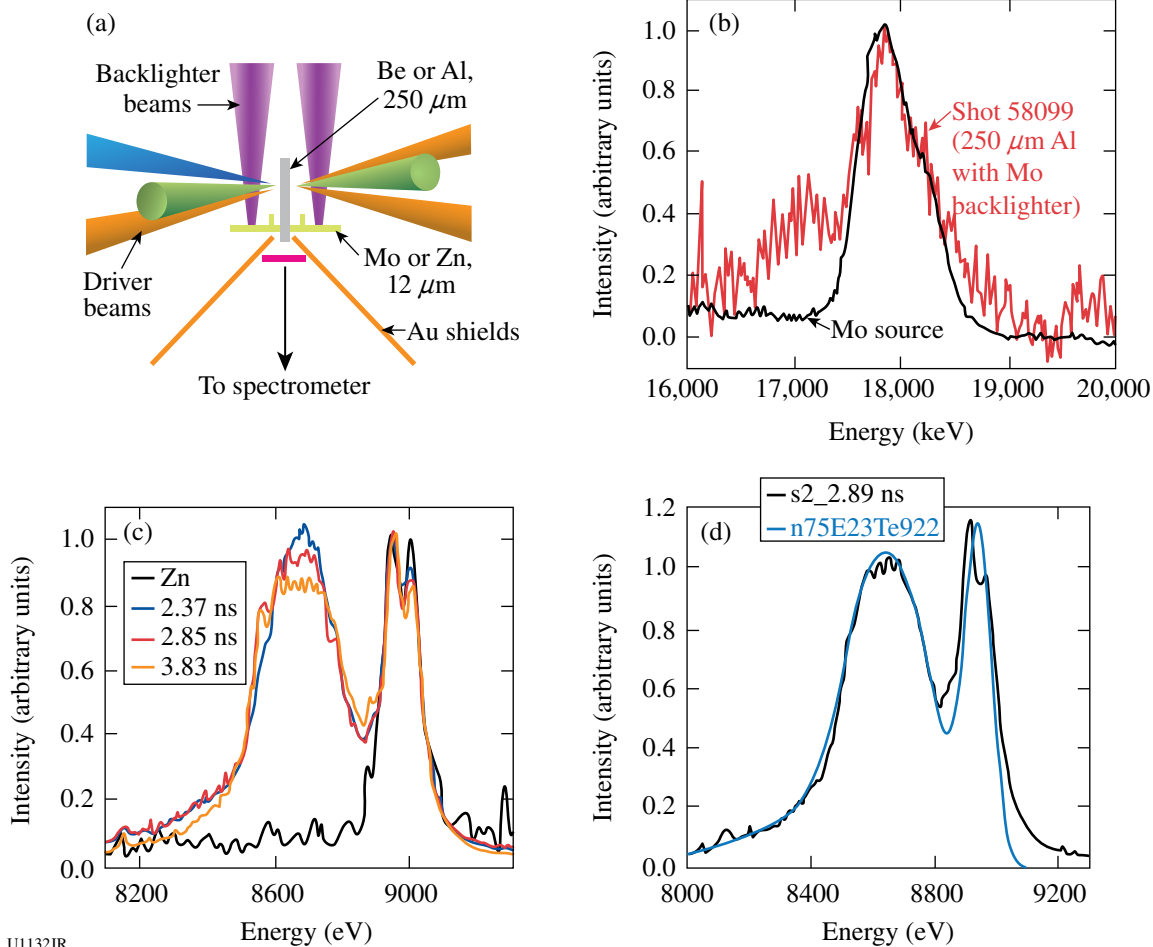 (a)
Backlighter
beams
Be or Al,
250 μm
Driver
beams
Mo or Zn,
12 μm
Au shields
To spectrometer
(b)
Intensity (arbitrary units)
1.0
0.8
0.6
0.4
0.2
0.0
Shot 58099
(250 μm Al
with Mo
backlighter)
Mo source
16,000 17,000 18,000 19,000 20,000
Energy (keV)
(c)
Intensity (arbitrary units)
1.0
0.8
0.6
0.4
0.2
0.0
Zn
2.37 ns
2.85 ns
3.83 ns
8200 8600 9000
Energy (eV)
s2_2.89 ns
n75E23Te922
(d)
Intensity (arbitrary units)
1.2
1.0
0.8
0.6
0.4
0.2
0.0
8000 8400 8800 9200
Energy (eV)
U1132JR